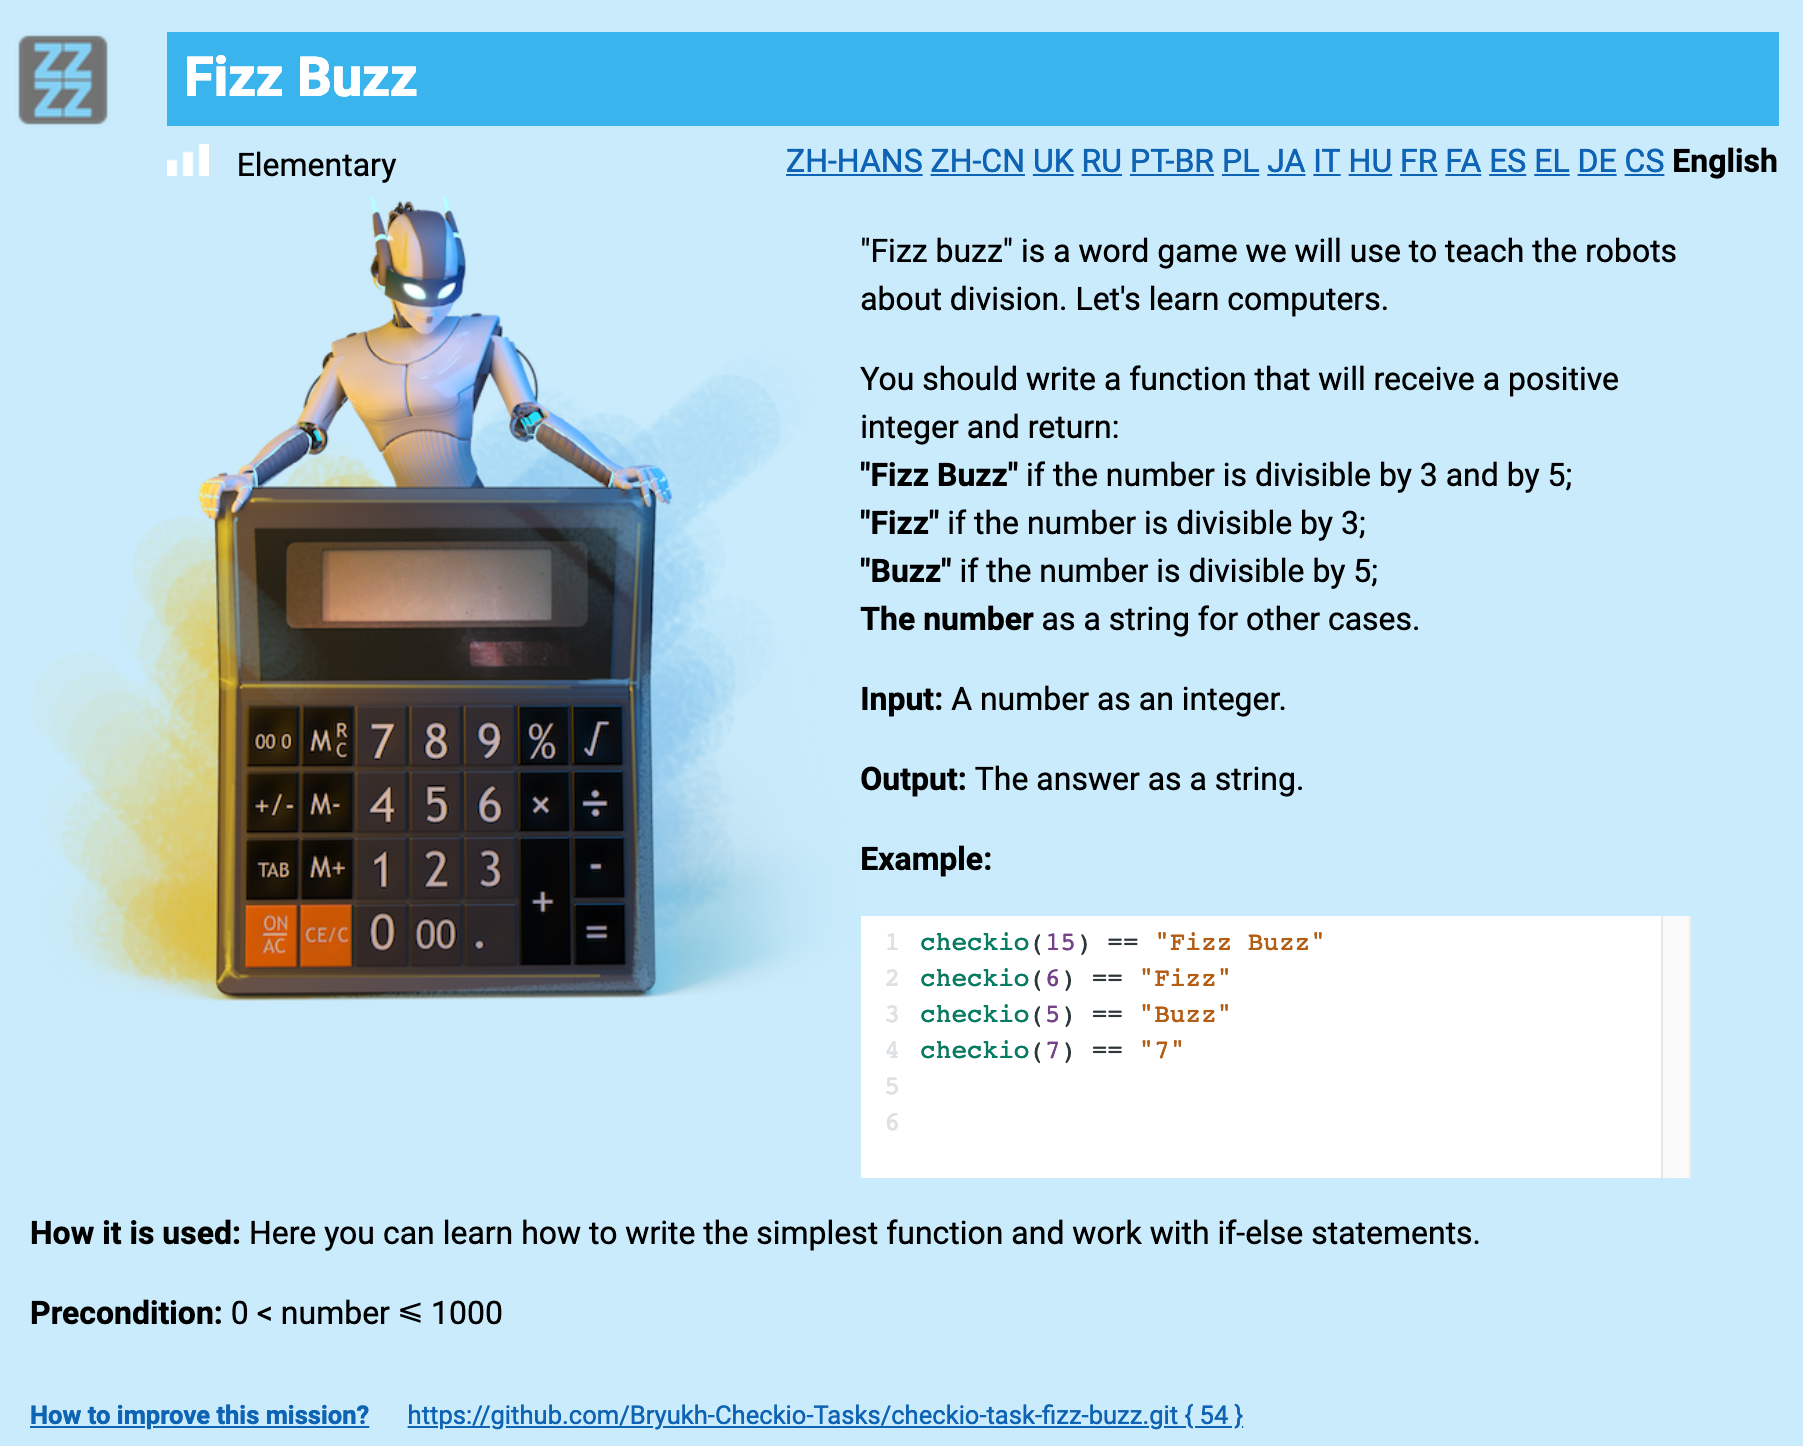 ZZ
ZZ
Fizz Buzz
Elementary
ZH-HANS ZH-CN UK RU PT-BR PL JA IT HU FR FA ES EL DE CS English
"Fizz buzz" is a word game we will use to teach the robots
about division. Let's learn computers.
You should write a function that will receive a positive
integer and return:
"Fizz Buzz" if the number is divisible by 3 and by 5;
"Fizz" if the number is divisible by 3;
"Buzz" if the number is divisible by 5;
The number as a string for other cases.
Input: A number as an integer.
Output: The answer as a string.
Example:
1 checkio(15) == "Fizz Buzz"
2 checkio(6) == "Fizz"
3 checkio(5) == "Buzz"
4 checkio(7) == "7"
5
6
00 0 M R C 7 8 9 % √
+/- M- 4 5 6 × ÷
TAB M+ 1 2 3 + -
ON AC CE/C 0 00 . =
How it is used: Here you can learn how to write the simplest function and work with if-else statements.
Precondition: 0 < number ⩽ 1000
How to improve this mission? https://github.com/Bryukh-Checkio-Tasks/checkio-task-fizz-buzz.git { 54 }